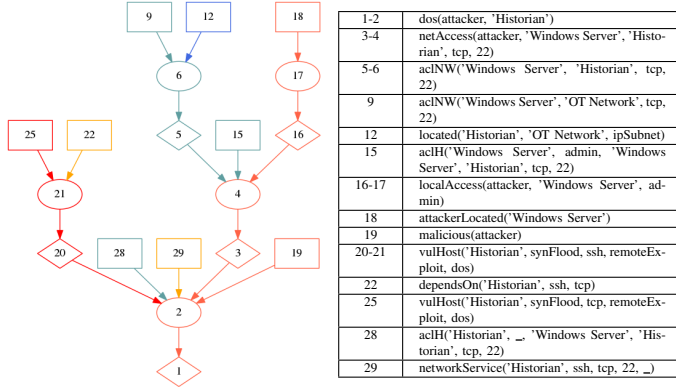 9
12
18
6
17
25
22
5
15
16
21
4
20
28
29
3
19
2
1
1-2 dos(attacker, 'Historian')
3-4 netAccess(attacker, 'Windows Server', 'Histo-
rian', tcp, 22)
5-6 aclNW('Windows Server', 'Historian', tcp,
22)
9 aclNW('Windows Server', 'OT Network', tcp,
22)
12 located('Historian', 'OT Network', ipSubnet)
15 aclH('Windows Server', admin, 'Windows
Server', 'Historian', tcp, 22)
16-17 localAccess(attacker, 'Windows Server', ad-
min)
18 attackerLocated('Windows Server')
19 malicious(attacker)
20-21 vulHost('Historian', synFlood, ssh, remoteEx-
ploit, dos)
22 dependsOn('Historian', ssh, tcp)
25 vulHost('Historian', synFlood, tcp, remoteEx-
ploit, dos)
28 aclH('Historian', _, 'Windows Server', 'His-
torian', tcp, 22)
29 networkService('Historian', ssh, tcp, 22, _)